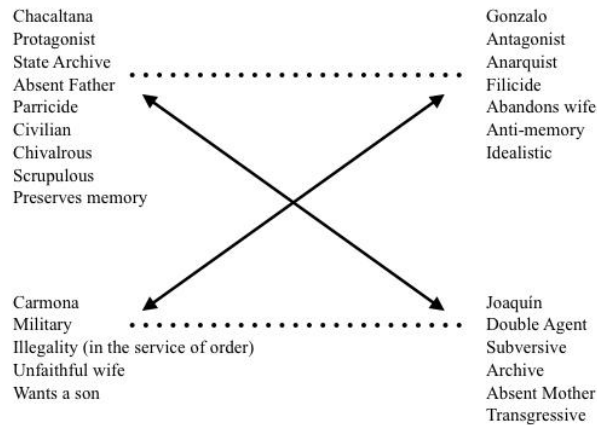 Chacaltana
Protagonist
State Archive
Absent Father
Parricide
Civilian
Chivalrous
Scrupulous
Preserves memory
Gonzalo
Antagonist
Anarquist
Filicide
Abandons wife
Anti-memory
Idealistic
Carmona
Military
Illegality (in the service of order)
Unfaithful wife
Wants a son
Joaquín
Double Agent
Subversive
Archive
Absent Mother
Transgressive